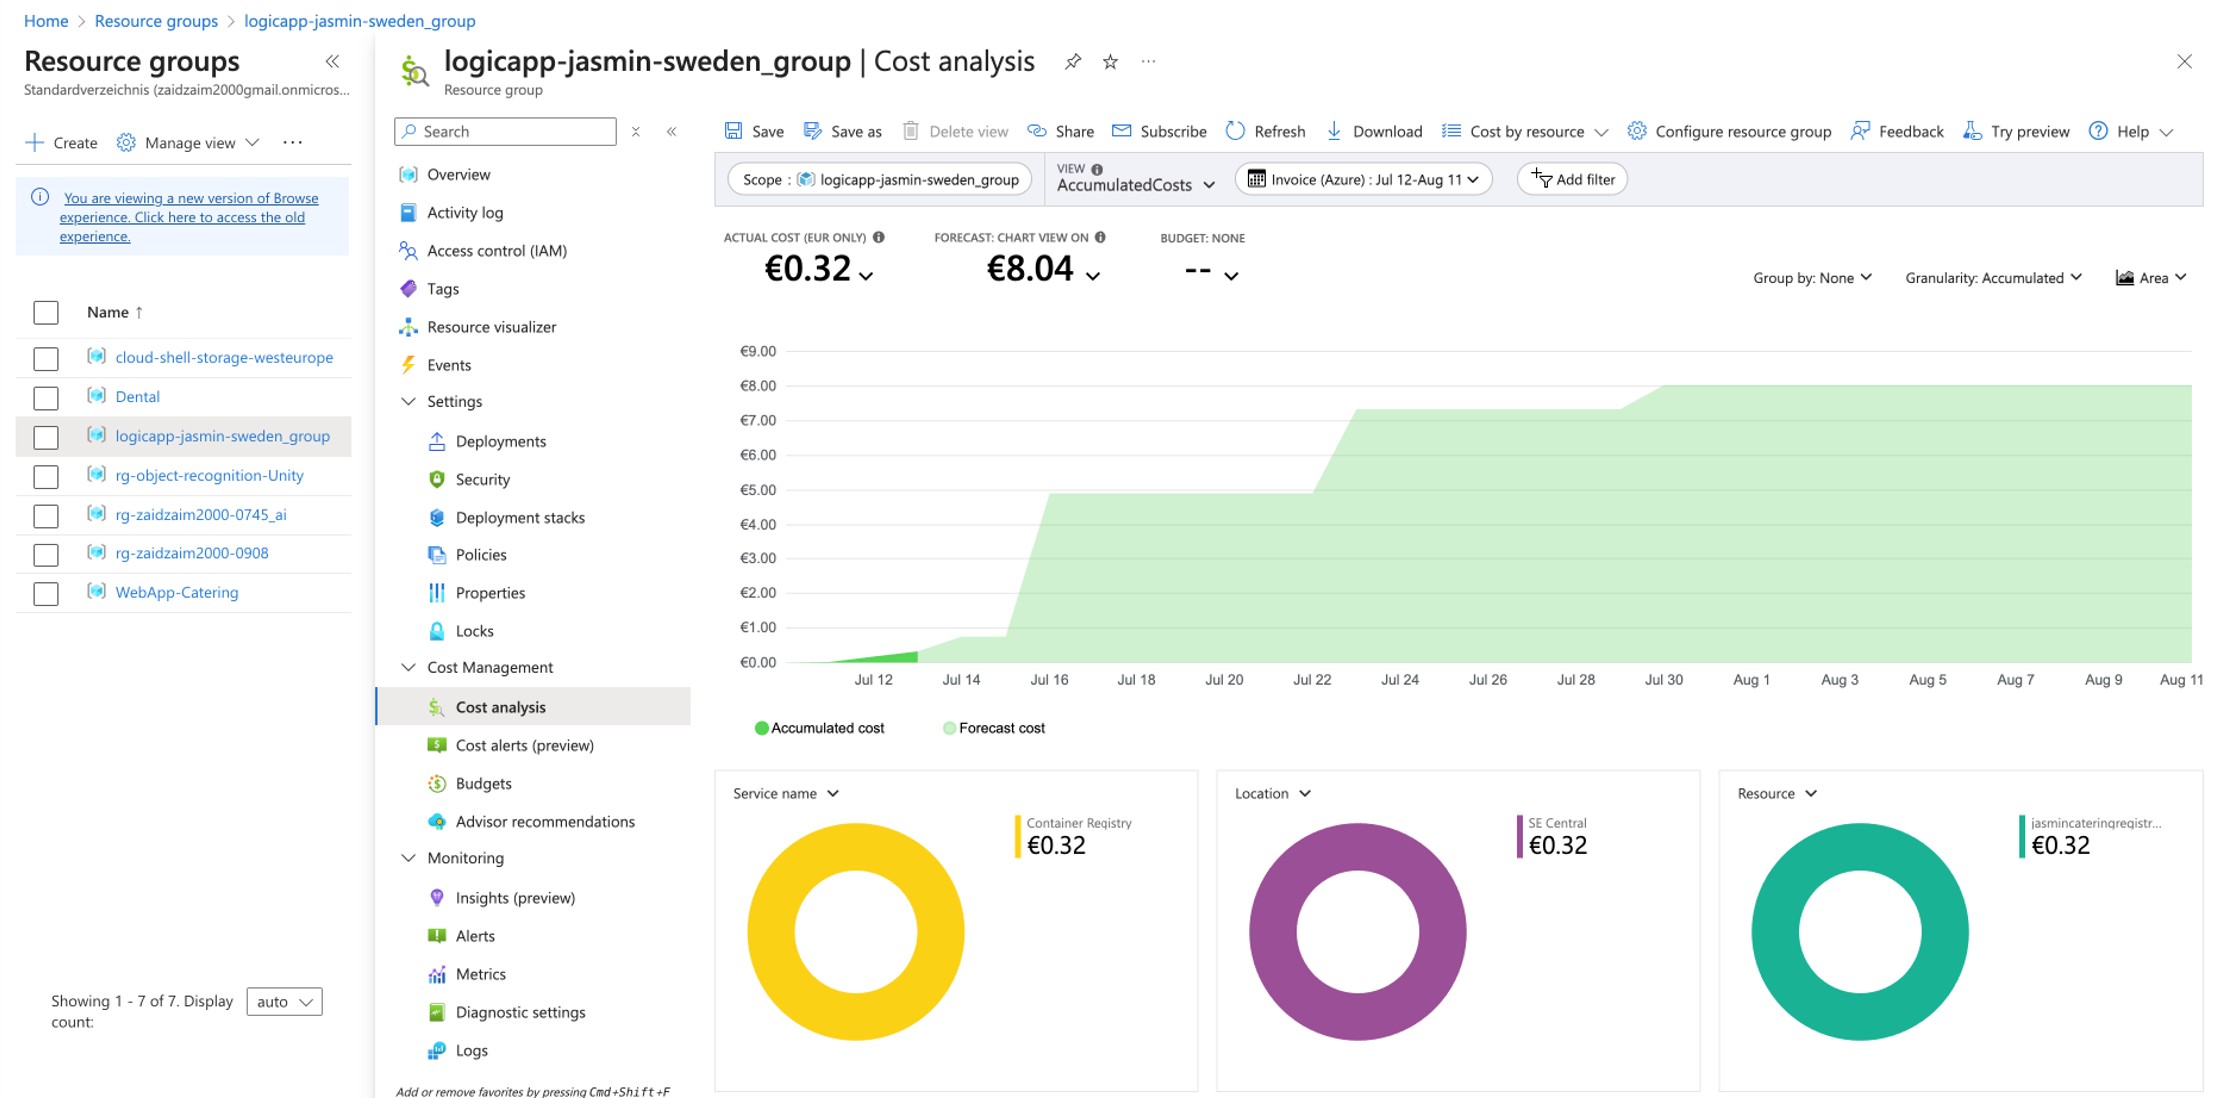 Home > Resource groups > logicapp-jasmin-sweden_group
Resource groups
Standardverzeichnis (zaidzaim2000gmail.onmicros...
Create
Manage view
You are viewing a new version of Browse
experience. Click here to access the old
experience.
Name ↑
cloud-shell-storage-westeurope
Dental
logicapp-jasmin-sweden_group
rg-object-recognition-Unity
rg-zaidzaim2000-0745_ai
rg-zaidzaim2000-0908
WebApp-Catering
Showing 1 - 7 of 7. Display
count:
auto
logicapp-jasmin-sweden_group | Cost analysis
Resource group
Search
Overview
Activity log
Access control (IAM)
Tags
Resource visualizer
Events
Settings
Deployments
Security
Deployment stacks
Policies
Properties
Locks
Cost Management
Cost analysis
Cost alerts (preview)
Budgets
Advisor recommendations
Monitoring
Insights (preview)
Alerts
Metrics
Diagnostic settings
Logs
Add or remove favorites by pressing Cmd+Shift+F
Save
Save as
Delete view
Share
Subscribe
Refresh
Download
Cost by resource
Configure resource group
Feedback
Try preview
Help
Scope : logicapp-jasmin-sweden_group
VIEW
AccumulatedCosts
Invoice (Azure) : Jul 12-Aug 11
Add filter
ACTUAL COST (EUR ONLY)
€0.32
FORECAST: CHART VIEW ON
€8.04
BUDGET: NONE
--
Group by: None
Granularity: Accumulated
Area
€9.00
€8.00
€7.00
€6.00
€5.00
€4.00
€3.00
€2.00
€1.00
€0.00
Jul 12 Jul 14 Jul 16 Jul 18 Jul 20 Jul 22 Jul 24 Jul 26 Jul 28 Jul 30 Aug 1 Aug 3 Aug 5 Aug 7 Aug 9 Aug 11
Accumulated cost
Forecast cost
Service name
Container Registry
€0.32
Location
SE Central
€0.32
Resource
jasmincateringregistr...
€0.32